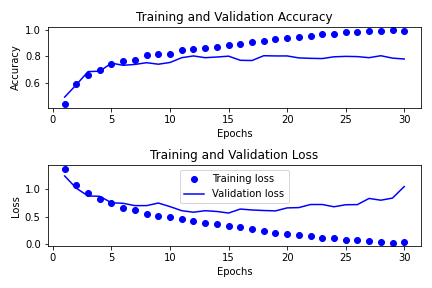 Training and Validation Accuracy
1.0
0.8
0.6
Accuracy
0 5 10 15 20 25 30
Epochs
Training and Validation Loss
Training loss
Validation loss
1.0
0.5
0.0
Loss
0 5 10 15 20 25 30
Epochs